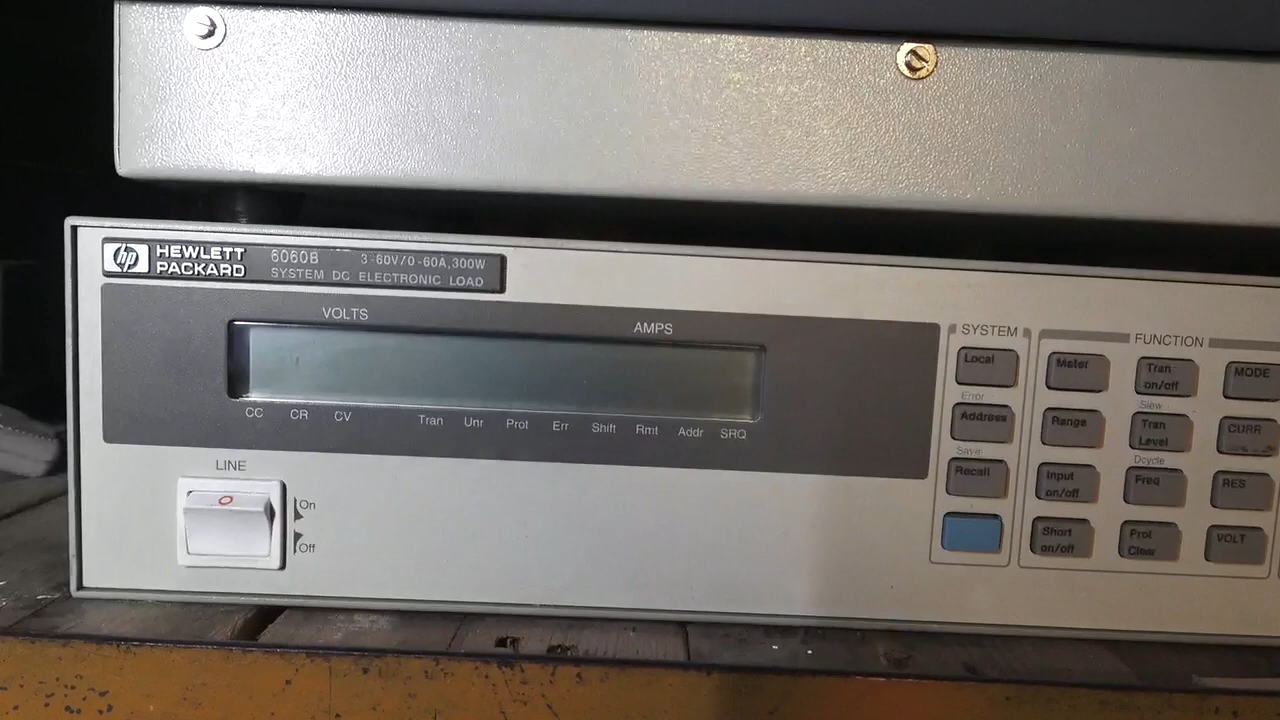 hp HEWLETT PACKARD
6060B 3-60V/0-60A,300W
SYSTEM DC ELECTRONIC LOAD
VOLTS AMPS
CC CR CV Tran Unr Prot Err Shift Rmt Addr SRQ
LINE
O
On
Off
SYSTEM
Local
Error
Address
Save
Recall
FUNCTION
Meter
Tran on/off
MODE
Range
Slew
Tran Level
CURR
Input on/off
Dcycle
Freq
RES
Short on/off
Prot Clear
VOLT